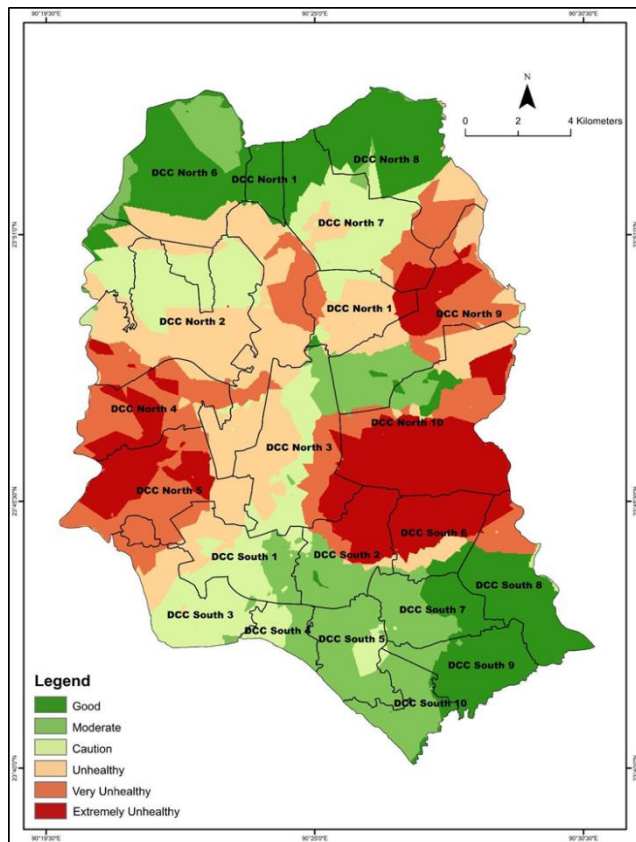 90°19'30"E 90°25'0"E 90°30'30"E
N
0 2 4 Kilometers
DCC North 8
DCC North 6
DCC North 1
DCC North 7
DCC North 1
DCC North 9
DCC North 2
DCC North 4
DCC North 10
DCC North 3
DCC North 5
DCC South 6
DCC South 1
DCC South 2
DCC South 8
DCC South 7
DCC South 3
DCC South 4
DCC South 5
DCC South 9
DCC South 10
Legend
Good
Moderate
Caution
Unhealthy
Very Unhealthy
Extremely Unhealthy
90°19'30"E 90°25'0"E 90°30'30"E